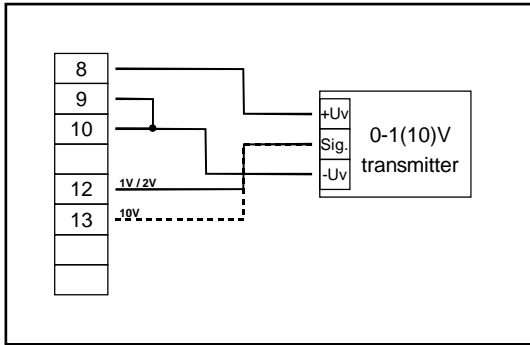 8
9
10
12
13
1V / 2V
10V
+Uv
Sig.
-Uv
0-1(10)V
transmitter